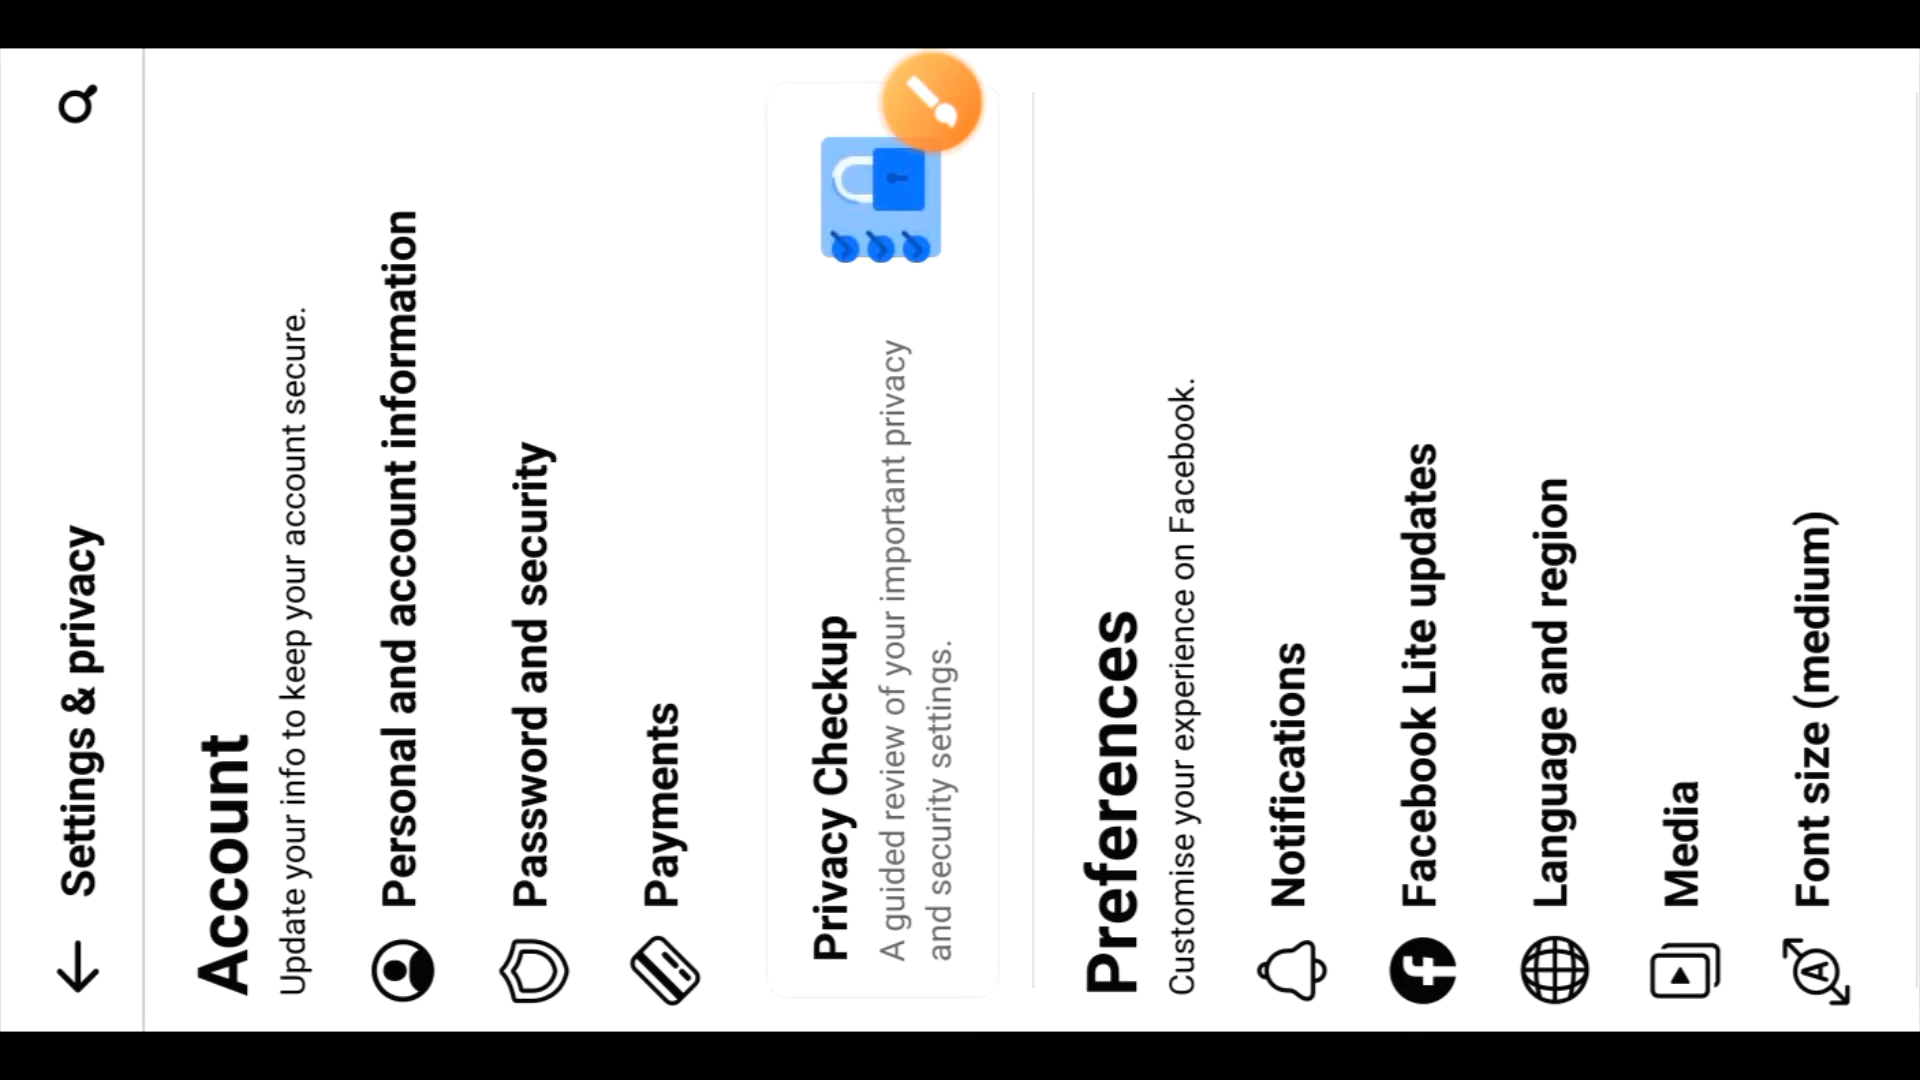 Settings & privacy
Account
Update your info to keep your account secure.
Personal and account information
Password and security
Payments
Privacy Checkup
A guided review of your important privacy
and security settings.
Preferences
Customise your experience on Facebook.
Notifications
Facebook Lite updates
Language and region
Media
Font size (medium)